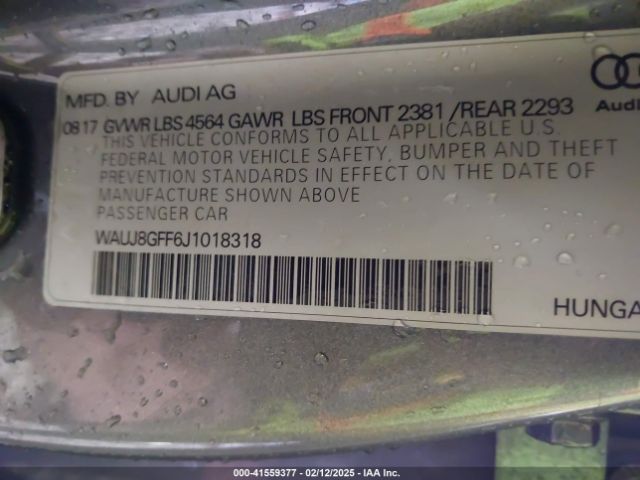 MFD. BY AUDI AG
0817 GVWR LBS 4564 GAWR LBS FRONT 2381 /REAR 2293
THIS VEHICLE CONFORMS TO ALL APPLICABLE U.S.
FEDERAL MOTOR VEHICLE SAFETY, BUMPER AND THEFT
PREVENTION STANDARDS IN EFFECT ON THE DATE OF
MANUFACTURE SHOWN ABOVE
PASSENGER CAR
WAUJ8GFF6J1018318
Audi
HUNGA
000-41559377 - 02/12/2025 - IAA Inc.